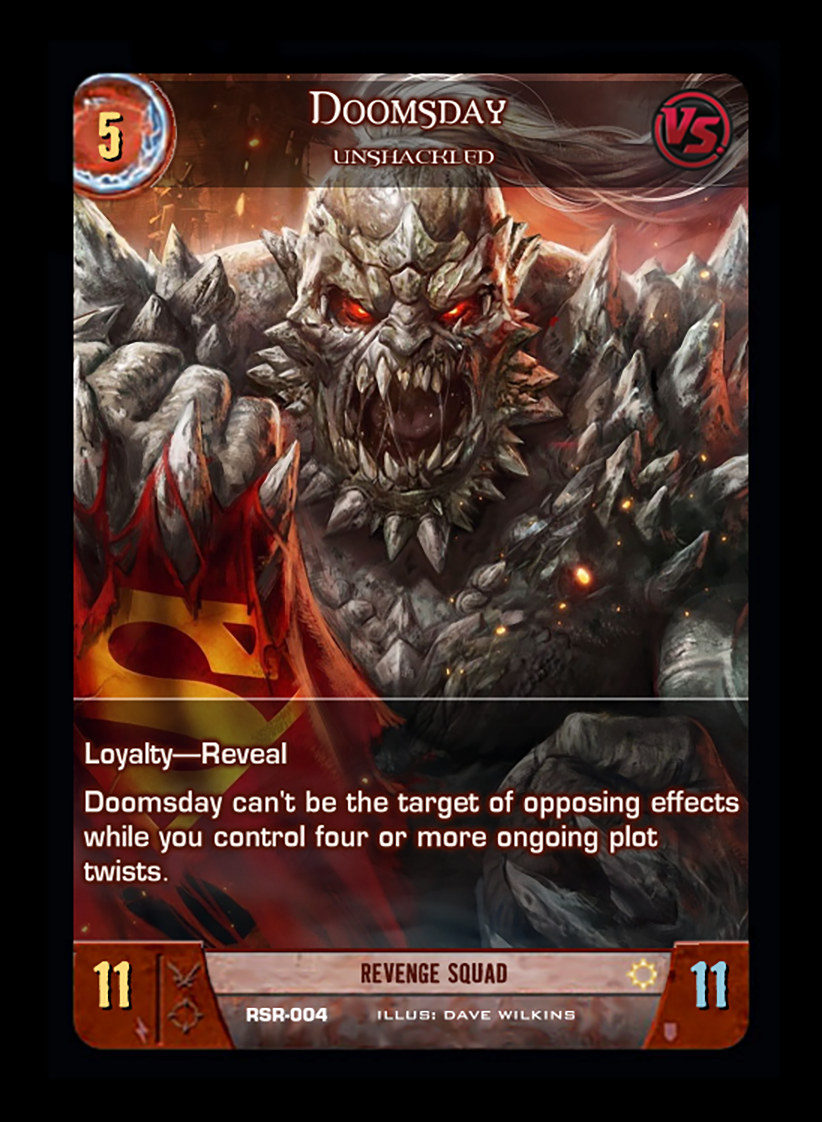 5
Doomsday
VS.
UNSHACKLED
S
Loyalty—Reveal
Doomsday can't be the target of opposing effects
while you control four or more ongoing plot
twists.
11
REVENGE SQUAD
11
RSR-004 ILLUS: DAVE WILKINS